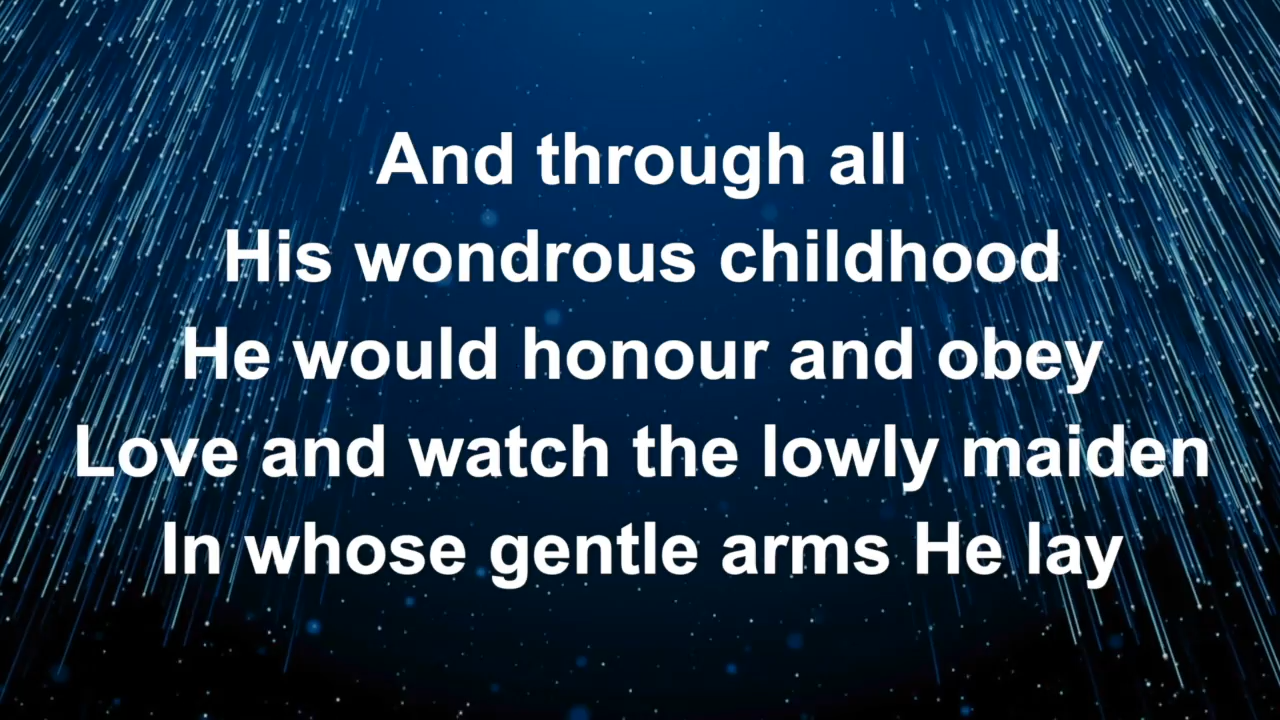 And through all
His wondrous childhood
He would honour and obey
Love and watch the lowly maiden
In whose gentle arms He lay